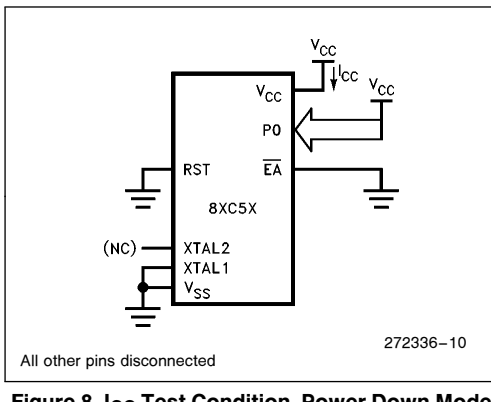 VCC
ICC
VCC
VCC
P0
RST
EA
8XC5X
(NC)
XTAL2
XTAL1
VSS
272336–10
All other pins disconnected
Figure 8. ICC Test Condition, Power Down Mode